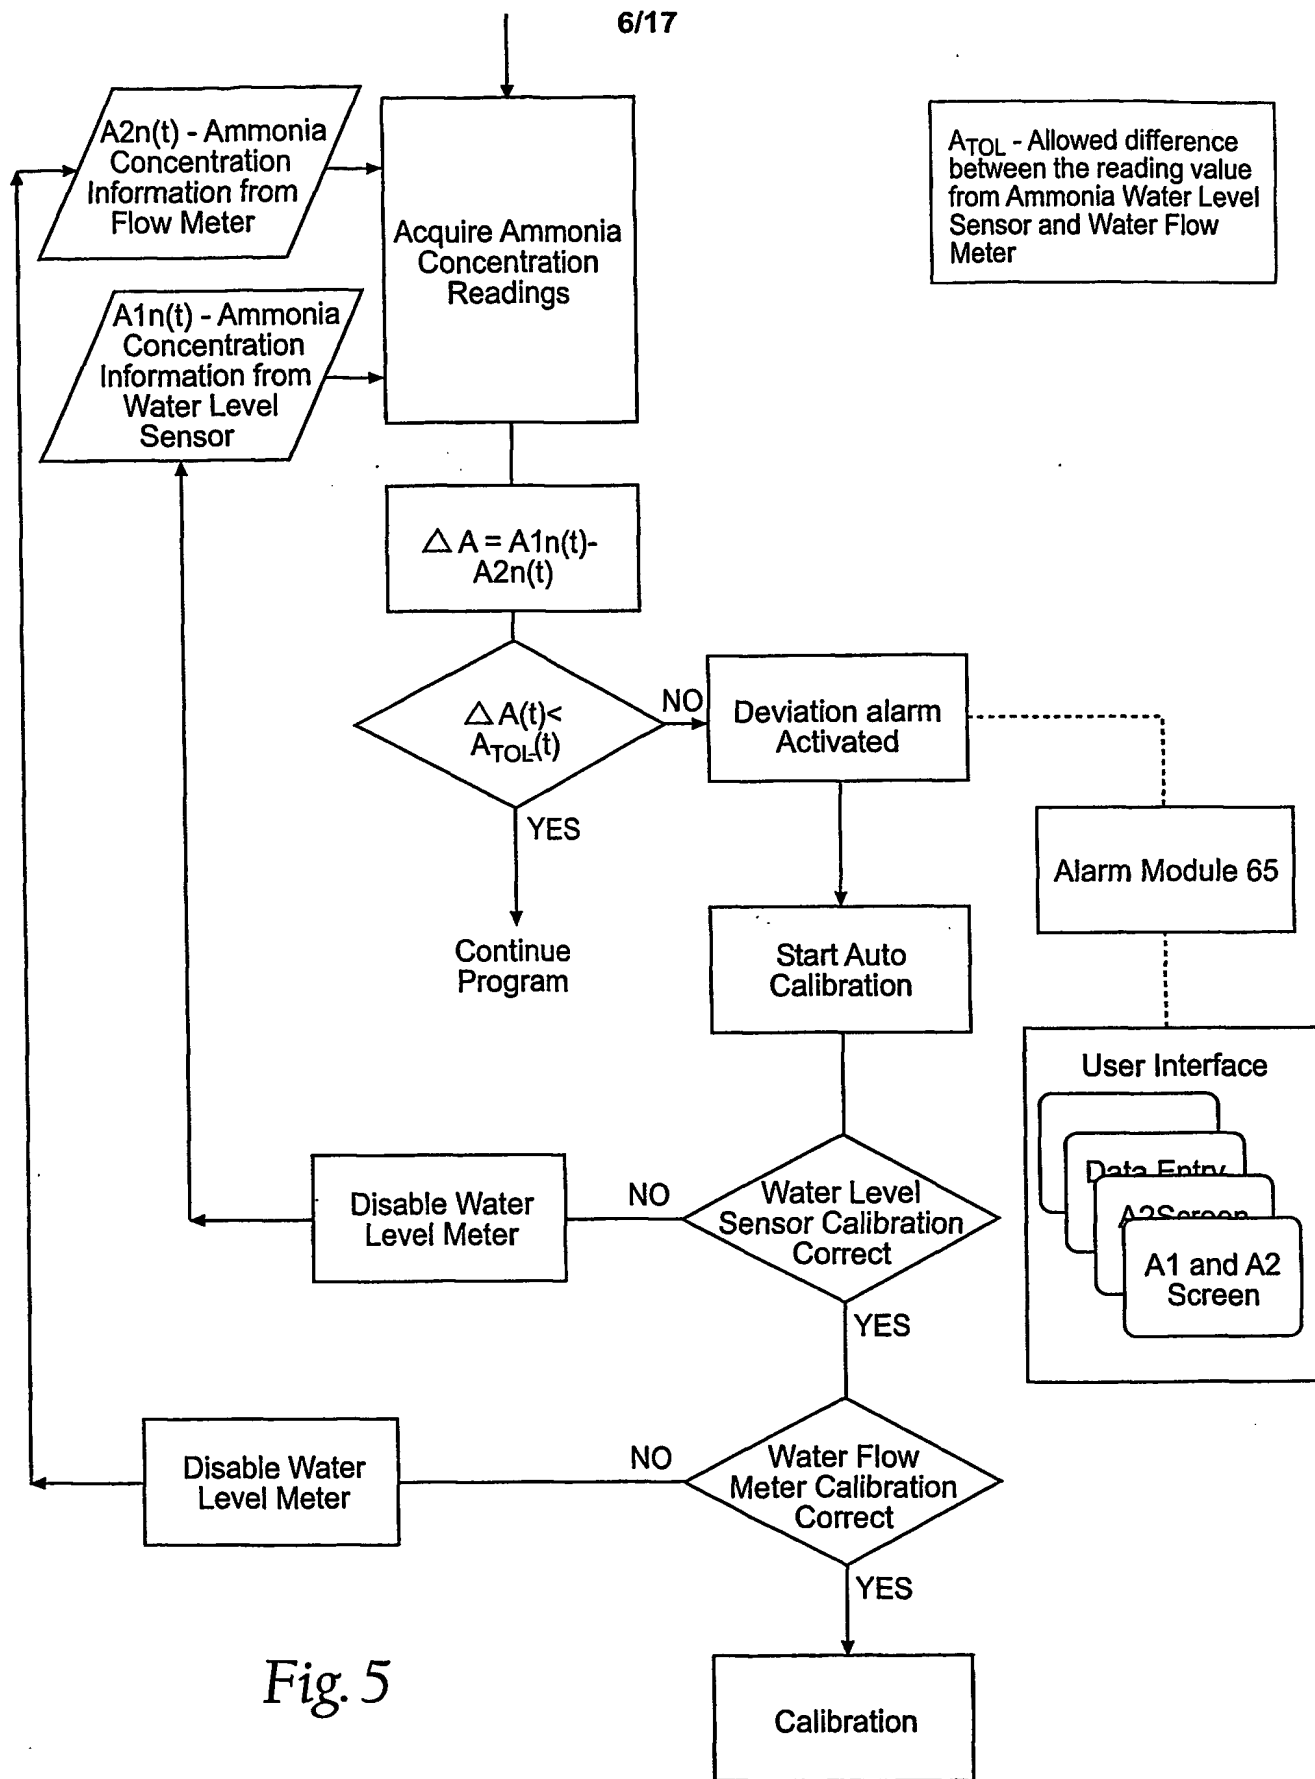 6/17
A2n(t) - Ammonia
Concentration
Information from
Flow Meter
Acquire Ammonia
Concentration
Readings
ATOL - Allowed difference
between the reading value
from Ammonia Water Level
Sensor and Water Flow
Meter
A1n(t) - Ammonia
Concentration
Information from
Water Level
Sensor
△ A = A1n(t)-
A2n(t)
△ A(t)<
ATOL(t)
NO
Deviation alarm
Activated
YES
Alarm Module 65
Continue
Program
Start Auto
Calibration
User Interface
Data Entry
A2Screen
A1 and A2
Screen
Disable Water
Level Meter
NO
Water Level
Sensor Calibration
Correct
YES
Disable Water
Level Meter
NO
Water Flow
Meter Calibration
Correct
YES
Calibration
Fig. 5